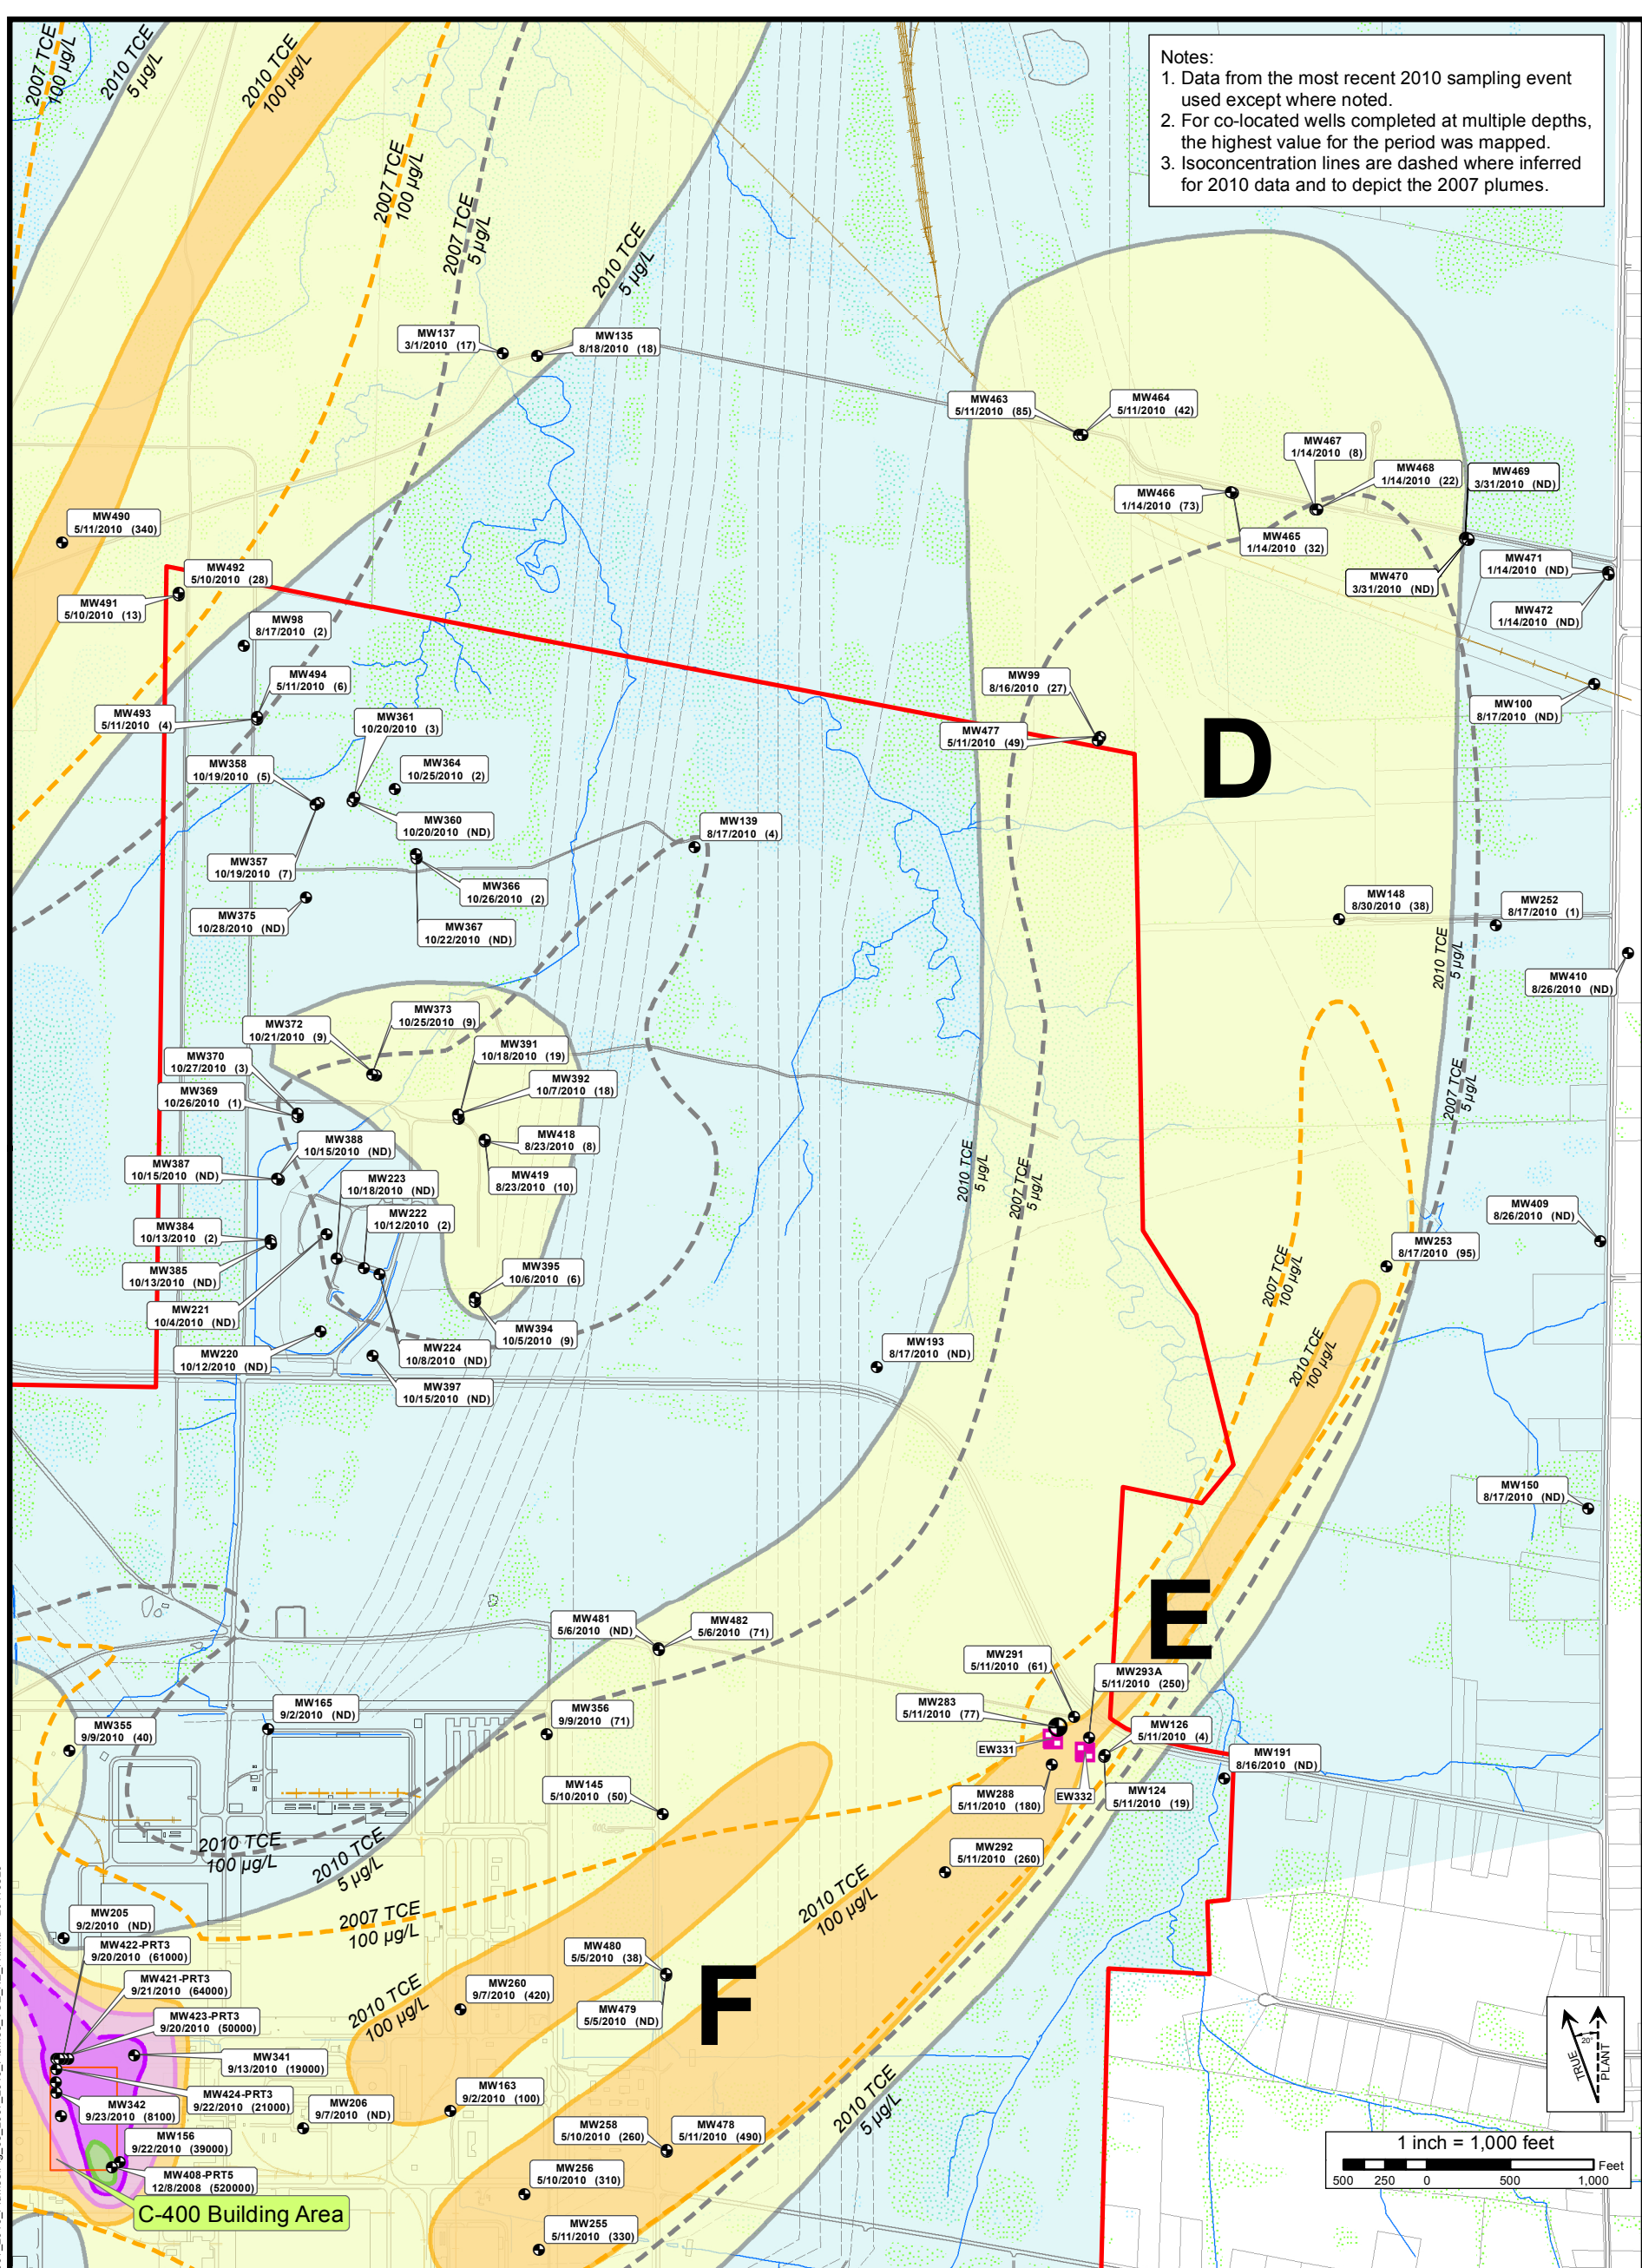 2007 TCE
100 µg/L
2010 TCE
5 µg/L
2010 TCE
100 µg/L
2007 TCE
100 µg/L
2007 TCE
5 µg/L
2010 TCE
5 µg/L
Notes:
1. Data from the most recent 2010 sampling event
used except where noted.
2. For co-located wells completed at multiple depths,
the highest value for the period was mapped.
3. Isoconcentration lines are dashed where inferred
for 2010 data and to depict the 2007 plumes.
MW137
3/1/2010 (17)
MW135
8/18/2010 (18)
MW463
5/11/2010 (85)
MW464
5/11/2010 (42)
MW467
1/14/2010 (8)
MW468
1/14/2010 (22)
MW469
3/31/2010 (ND)
MW466
1/14/2010 (73)
MW465
1/14/2010 (32)
MW470
3/31/2010 (ND)
MW471
1/14/2010 (ND)
MW472
1/14/2010 (ND)
MW490
5/11/2010 (340)
MW492
5/10/2010 (28)
MW491
5/10/2010 (13)
MW98
8/17/2010 (2)
MW494
5/11/2010 (6)
MW493
5/11/2010 (4)
MW361
10/20/2010 (3)
MW99
8/16/2010 (27)
MW477
5/11/2010 (49)
MW100
8/17/2010 (ND)
D
MW358
10/19/2010 (5)
MW364
10/25/2010 (2)
MW360
10/20/2010 (ND)
MW139
8/17/2010 (4)
MW357
10/19/2010 (7)
MW366
10/26/2010 (2)
MW375
10/28/2010 (ND)
MW367
10/22/2010 (ND)
MW148
8/30/2010 (38)
MW252
8/17/2010 (1)
MW410
8/26/2010 (ND)
2010 TCE
5 µg/L
2007 TCE
5 µg/L
MW373
10/25/2010 (9)
MW372
10/21/2010 (9)
MW391
10/18/2010 (19)
MW370
10/27/2010 (3)
MW392
10/7/2010 (18)
MW369
10/26/2010 (1)
MW388
10/15/2010 (ND)
MW418
8/23/2010 (8)
MW387
10/15/2010 (ND)
MW223
10/18/2010 (ND)
MW419
8/23/2010 (10)
2010 TCE
5 µg/L
2007 TCE
5 µg/L
MW222
10/12/2010 (2)
MW384
10/13/2010 (2)
MW385
10/13/2010 (ND)
MW409
8/26/2010 (ND)
MW253
8/17/2010 (95)
2007 TCE
100 µg/L
MW395
10/6/2010 (6)
MW221
10/4/2010 (ND)
MW394
10/5/2010 (9)
MW220
10/12/2010 (ND)
MW224
10/8/2010 (ND)
MW193
8/17/2010 (ND)
2010 TCE
100 µg/L
MW397
10/15/2010 (ND)
MW150
8/17/2010 (ND)
E
MW481
5/6/2010 (ND)
MW482
5/6/2010 (71)
MW291
5/11/2010 (61)
MW293A
5/11/2010 (250)
MW165
9/2/2010 (ND)
MW356
9/9/2010 (71)
MW283
5/11/2010 (77)
MW355
9/9/2010 (40)
MW126
5/11/2010 (4)
EW331
MW191
8/16/2010 (ND)
MW145
5/10/2010 (50)
MW288
5/11/2010 (180)
EW332
MW124
5/11/2010 (19)
2010 TCE
100 µg/L
2010 TCE
5 µg/L
MW292
5/11/2010 (260)
2010 TCE
100 µg/L
MW205
9/2/2010 (ND)
2007 TCE
100 µg/L
MW422-PRT3
9/20/2010 (61000)
MW480
5/5/2010 (38)
MW421-PRT3
9/21/2010 (64000)
MW260
9/7/2010 (420)
2010 TCE
100 µg/L
F
MW479
5/5/2010 (ND)
MW423-PRT3
9/20/2010 (50000)
MW341
9/13/2010 (19000)
2010 TCE
5 µg/L
MW424-PRT3
9/22/2010 (21000)
MW342
9/23/2010 (8100)
MW206
9/7/2010 (ND)
MW163
9/2/2010 (100)
MW258
5/10/2010 (260)
MW478
5/11/2010 (490)
MW156
9/22/2010 (39000)
MW408-PRT5
12/8/2008 (520000)
MW256
5/10/2010 (310)
C-400 Building Area
MW255
5/11/2010 (330)
TRUE
20°
PLANT
1 inch = 1,000 feet
Feet
500 250 0 500 1,000